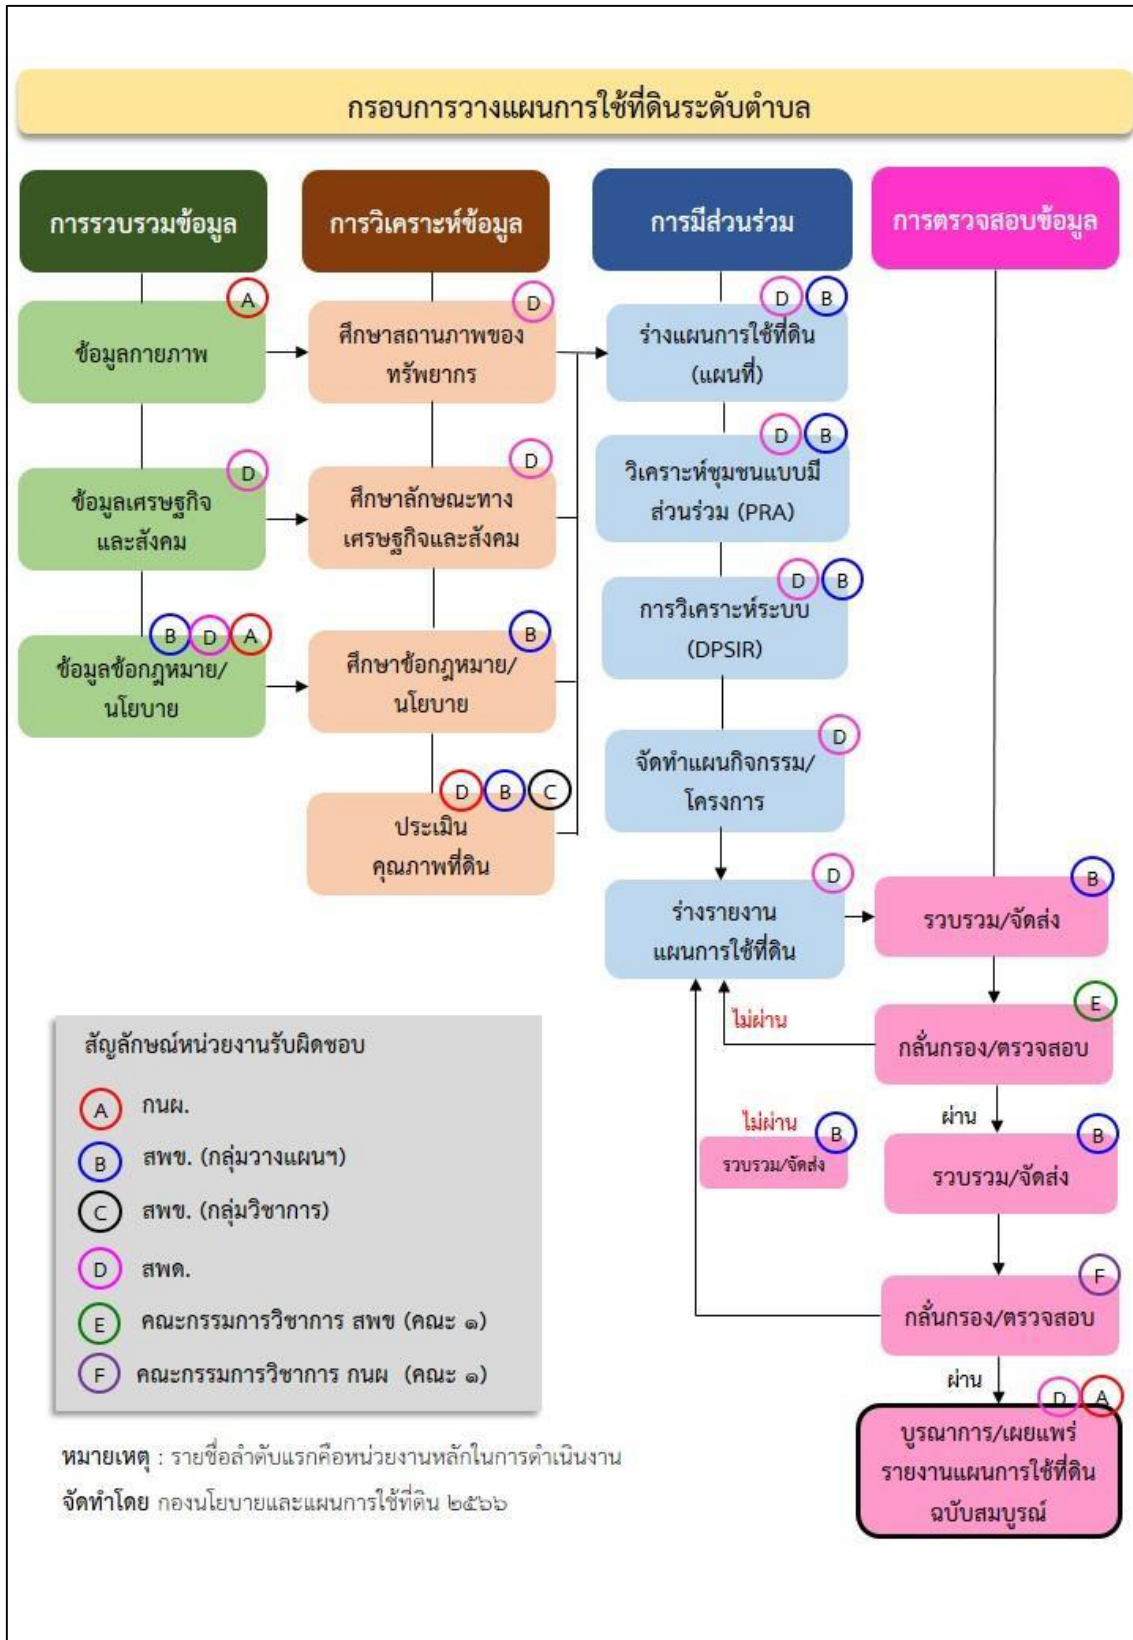 กรอบการวางแผนการใช้ที่ดินระดับตำบล
การรวบรวมข้อมูล
การวิเคราะห์ข้อมูล
การมีส่วนร่วม
การตรวจสอบข้อมูล
A
ข้อมูลกายภาพ
D
ข้อมูลเศรษฐกิจ
และสังคม
B D A
ข้อมูลข้อกฎหมาย/
นโยบาย
D
ศึกษาสถานภาพของ
ทรัพยากร
D
ศึกษาลักษณะทาง
เศรษฐกิจและสังคม
B
ศึกษาข้อกฎหมาย/
นโยบาย
D B C
ประเมิน
คุณภาพที่ดิน
D B
ร่างแผนการใช้ที่ดิน
(แผนที่)
D B
วิเคราะห์ชุมชนแบบมี
ส่วนร่วม (PRA)
D B
การวิเคราะห์ระบบ
(DPSIR)
D
จัดทำแผนกิจกรรม/
โครงการ
D
ร่างรายงาน
แผนการใช้ที่ดิน
B
รวบรวม/จัดส่ง
ไม่ผ่าน
E
กลั่นกรอง/ตรวจสอบ
ผ่าน
ไม่ผ่าน
B
รวบรวม/จัดส่ง
B
รวบรวม/จัดส่ง
F
กลั่นกรอง/ตรวจสอบ
ผ่าน
D A
บูรณาการ/เผยแพร่
รายงานแผนการใช้ที่ดิน
ฉบับสมบูรณ์
สัญลักษณ์หน่วยงานรับผิดชอบ
A กนผ.
B สพข. (กลุ่มวางแผนฯ)
C สพข. (กลุ่มวิชาการ)
D สพด.
E คณะกรรมการวิชาการ สพข (คณะ ๑)
F คณะกรรมการวิชาการ กนผ (คณะ ๑)
หมายเหตุ : รายชื่อลำดับแรกคือหน่วยงานหลักในการดำเนินงาน
จัดทำโดย กองนโยบายและแผนการใช้ที่ดิน ๒๕๖๖